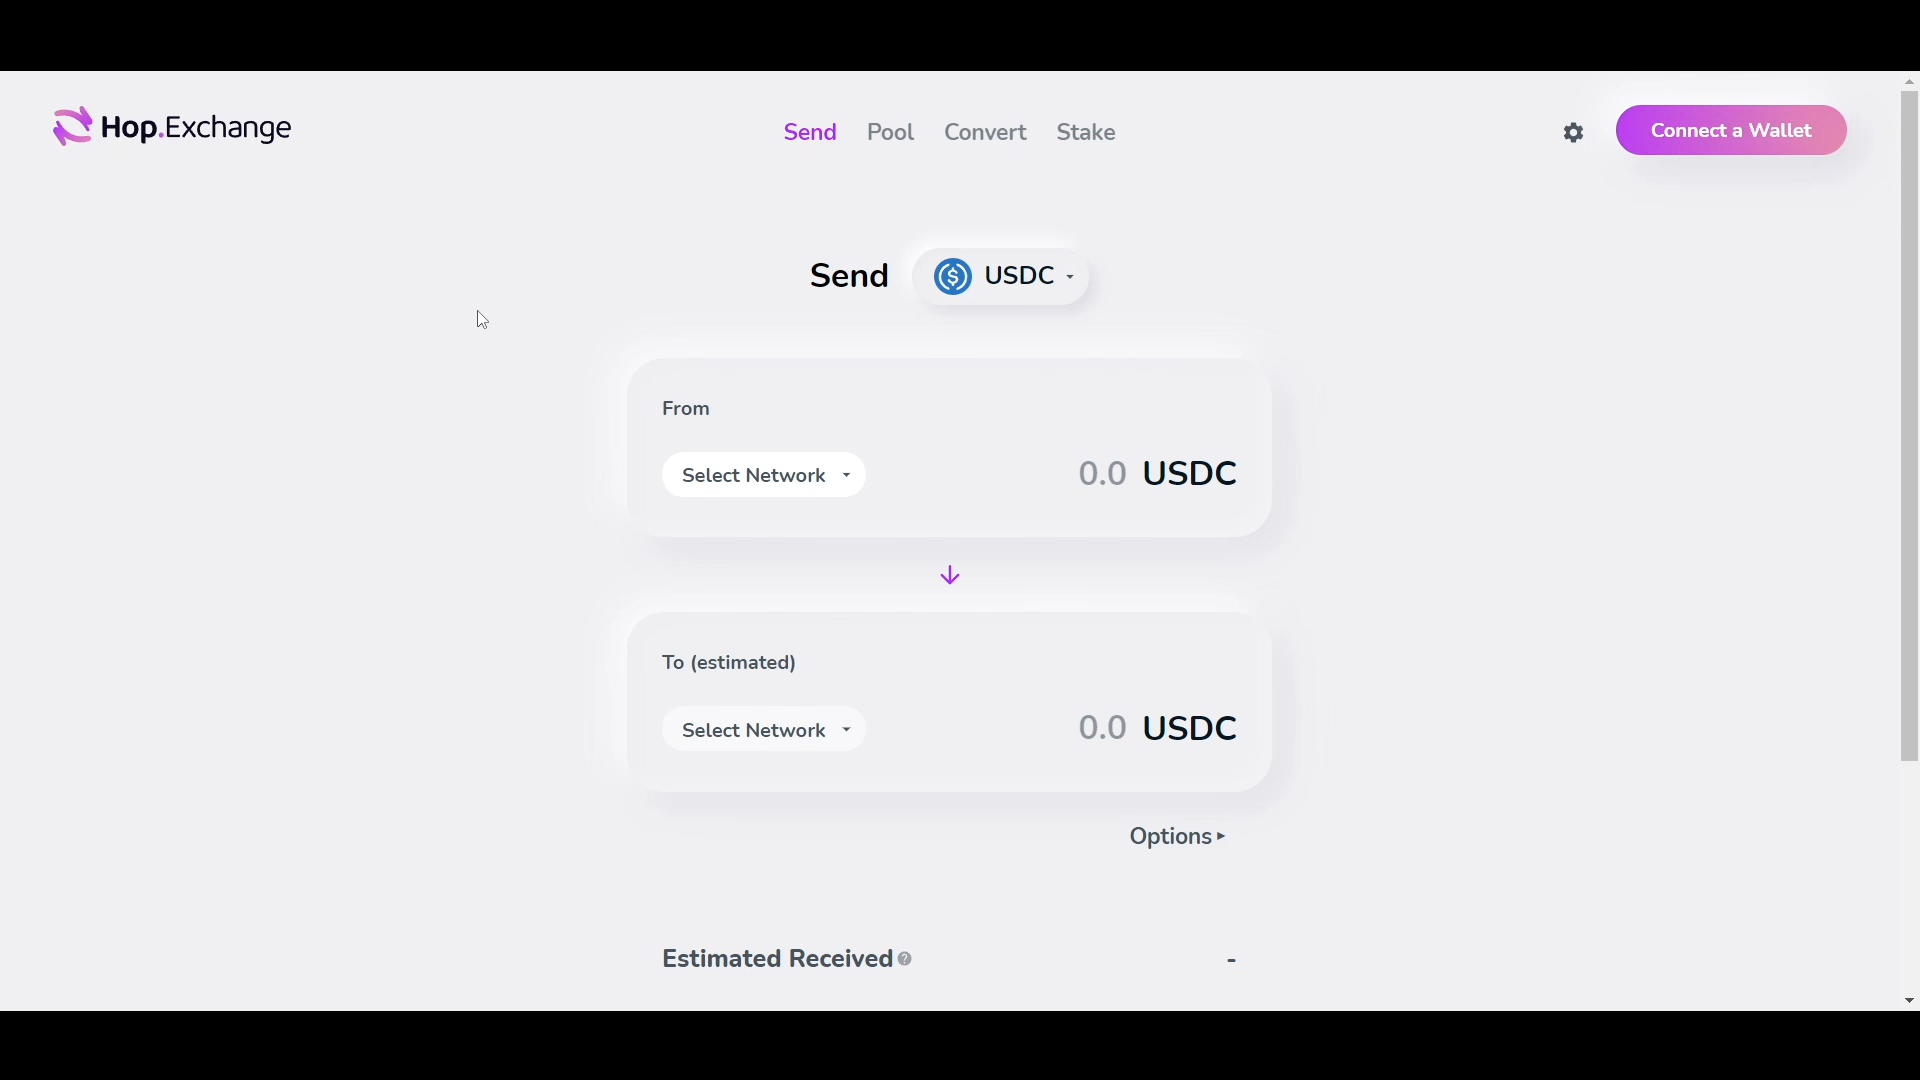 Hop.Exchange
Send Pool Convert Stake
Connect a Wallet
Send USDC
From
Select Network 0.0 USDC
To (estimated)
Select Network 0.0 USDC
Options
Estimated Received ? -